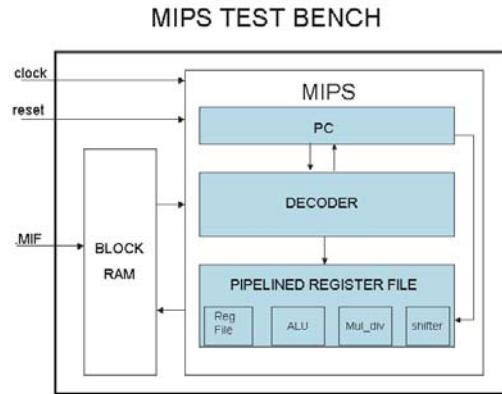 MIPS TEST BENCH
clock
reset
.MIF
BLOCK
RAM
MIPS
PC
DECODER
PIPELINED REGISTER FILE
Reg
File
ALU
Mul_div
shifter